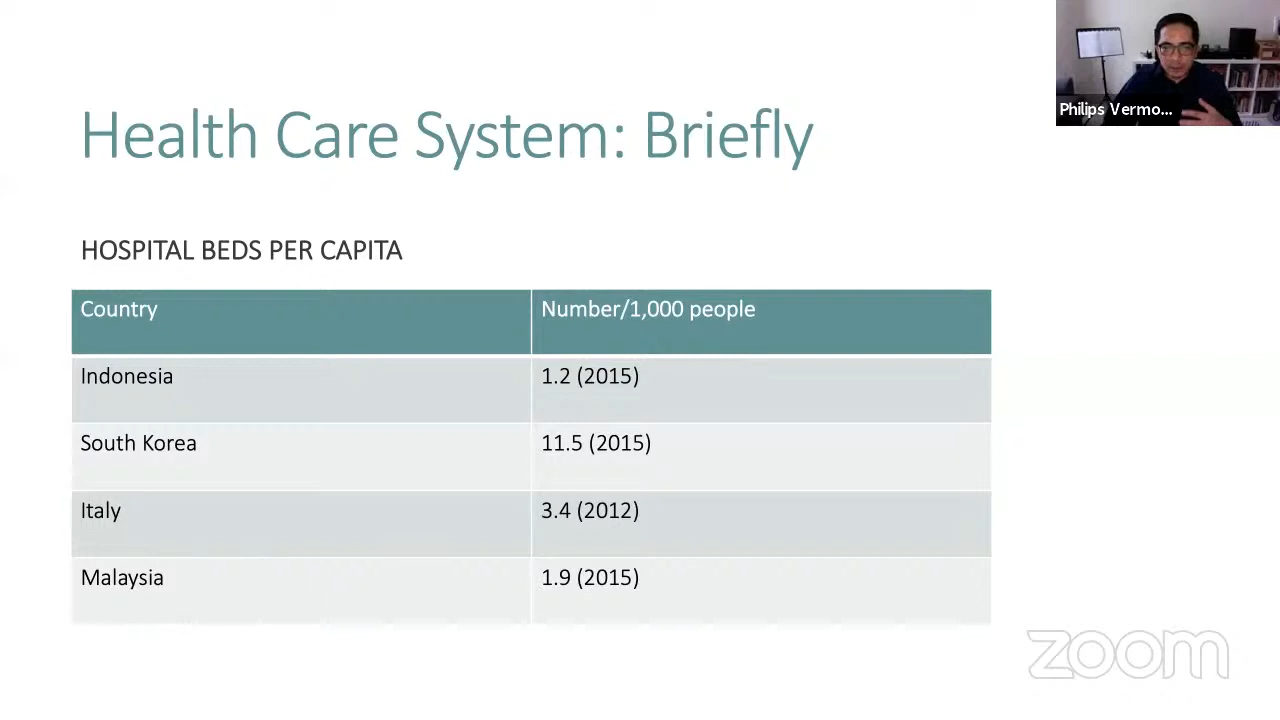 Philips Vermo...
Health Care System: Briefly
HOSPITAL BEDS PER CAPITA
Country Number/1,000 people
Indonesia 1.2 (2015)
South Korea 11.5 (2015)
Italy 3.4 (2012)
Malaysia 1.9 (2015)
zoom